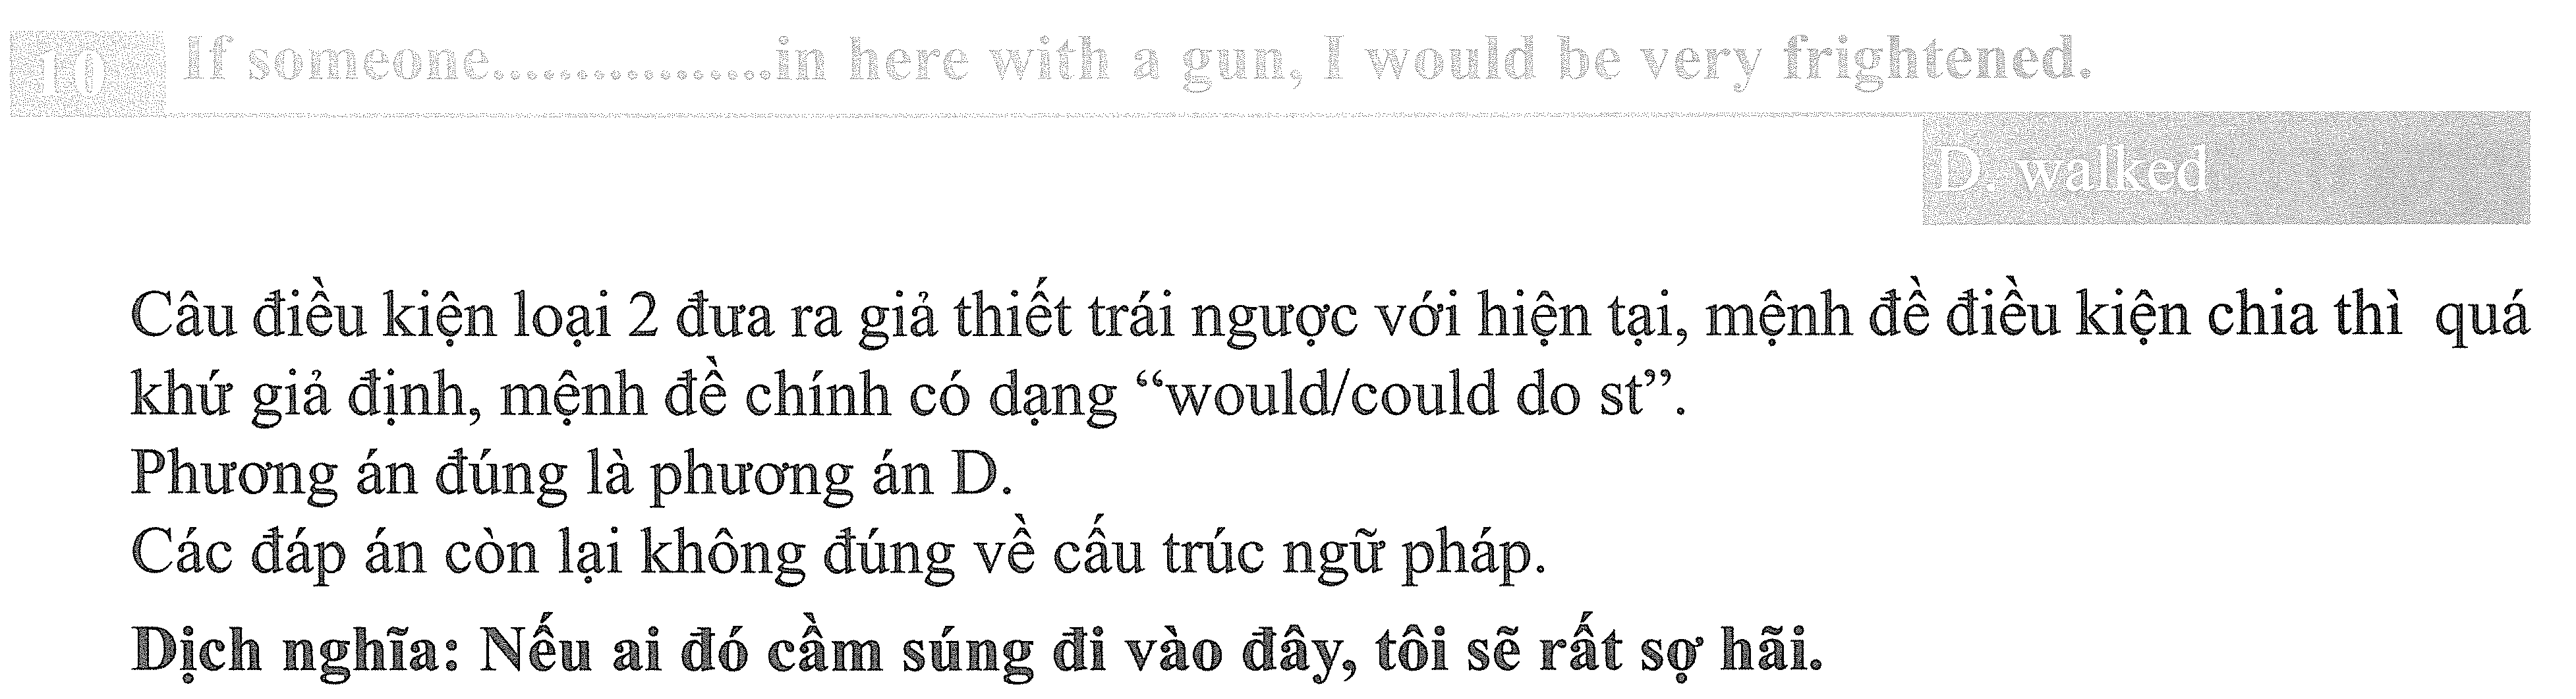 10 If someone.................in here with a gun, I would be very frightened.
D. walked
Câu điều kiện loại 2 đưa ra giả thiết trái ngược với hiện tại, mệnh đề điều kiện chia thì quá
khứ giả định, mệnh đề chính có dạng “would/could do st”.
Phương án đúng là phương án D.
Các đáp án còn lại không đúng về cấu trúc ngữ pháp.
Dịch nghĩa: Nếu ai đó cầm súng đi vào đây, tôi sẽ rất sợ hãi.